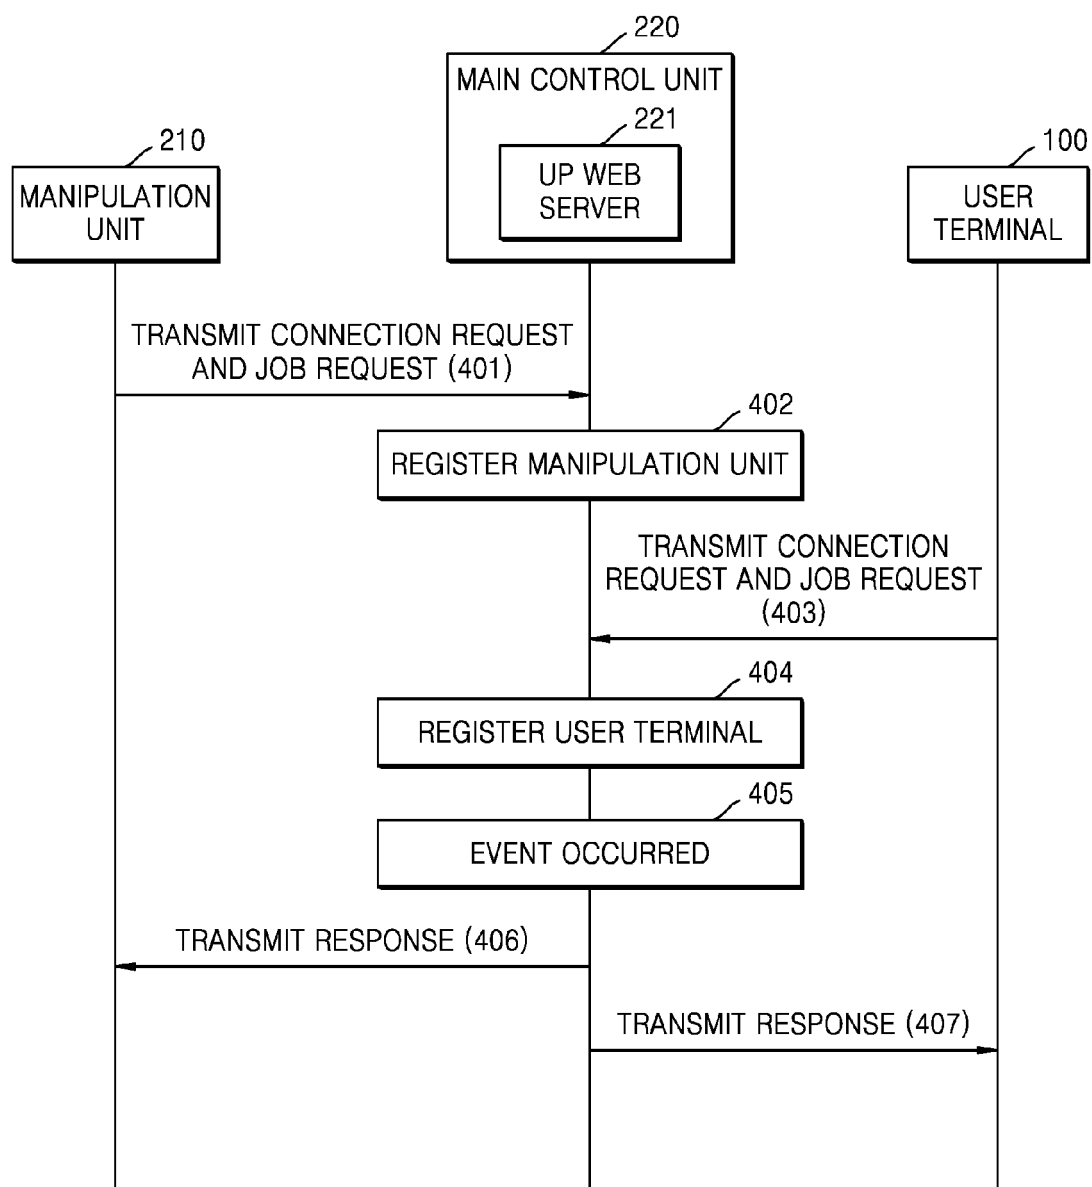 220
MAIN CONTROL UNIT
221
UP WEB
SERVER
210
MANIPULATION
UNIT
100
USER
TERMINAL
TRANSMIT CONNECTION REQUEST
AND JOB REQUEST (401)
402
REGISTER MANIPULATION UNIT
TRANSMIT CONNECTION
REQUEST AND JOB REQUEST
(403)
404
REGISTER USER TERMINAL
405
EVENT OCCURRED
TRANSMIT RESPONSE (406)
TRANSMIT RESPONSE (407)